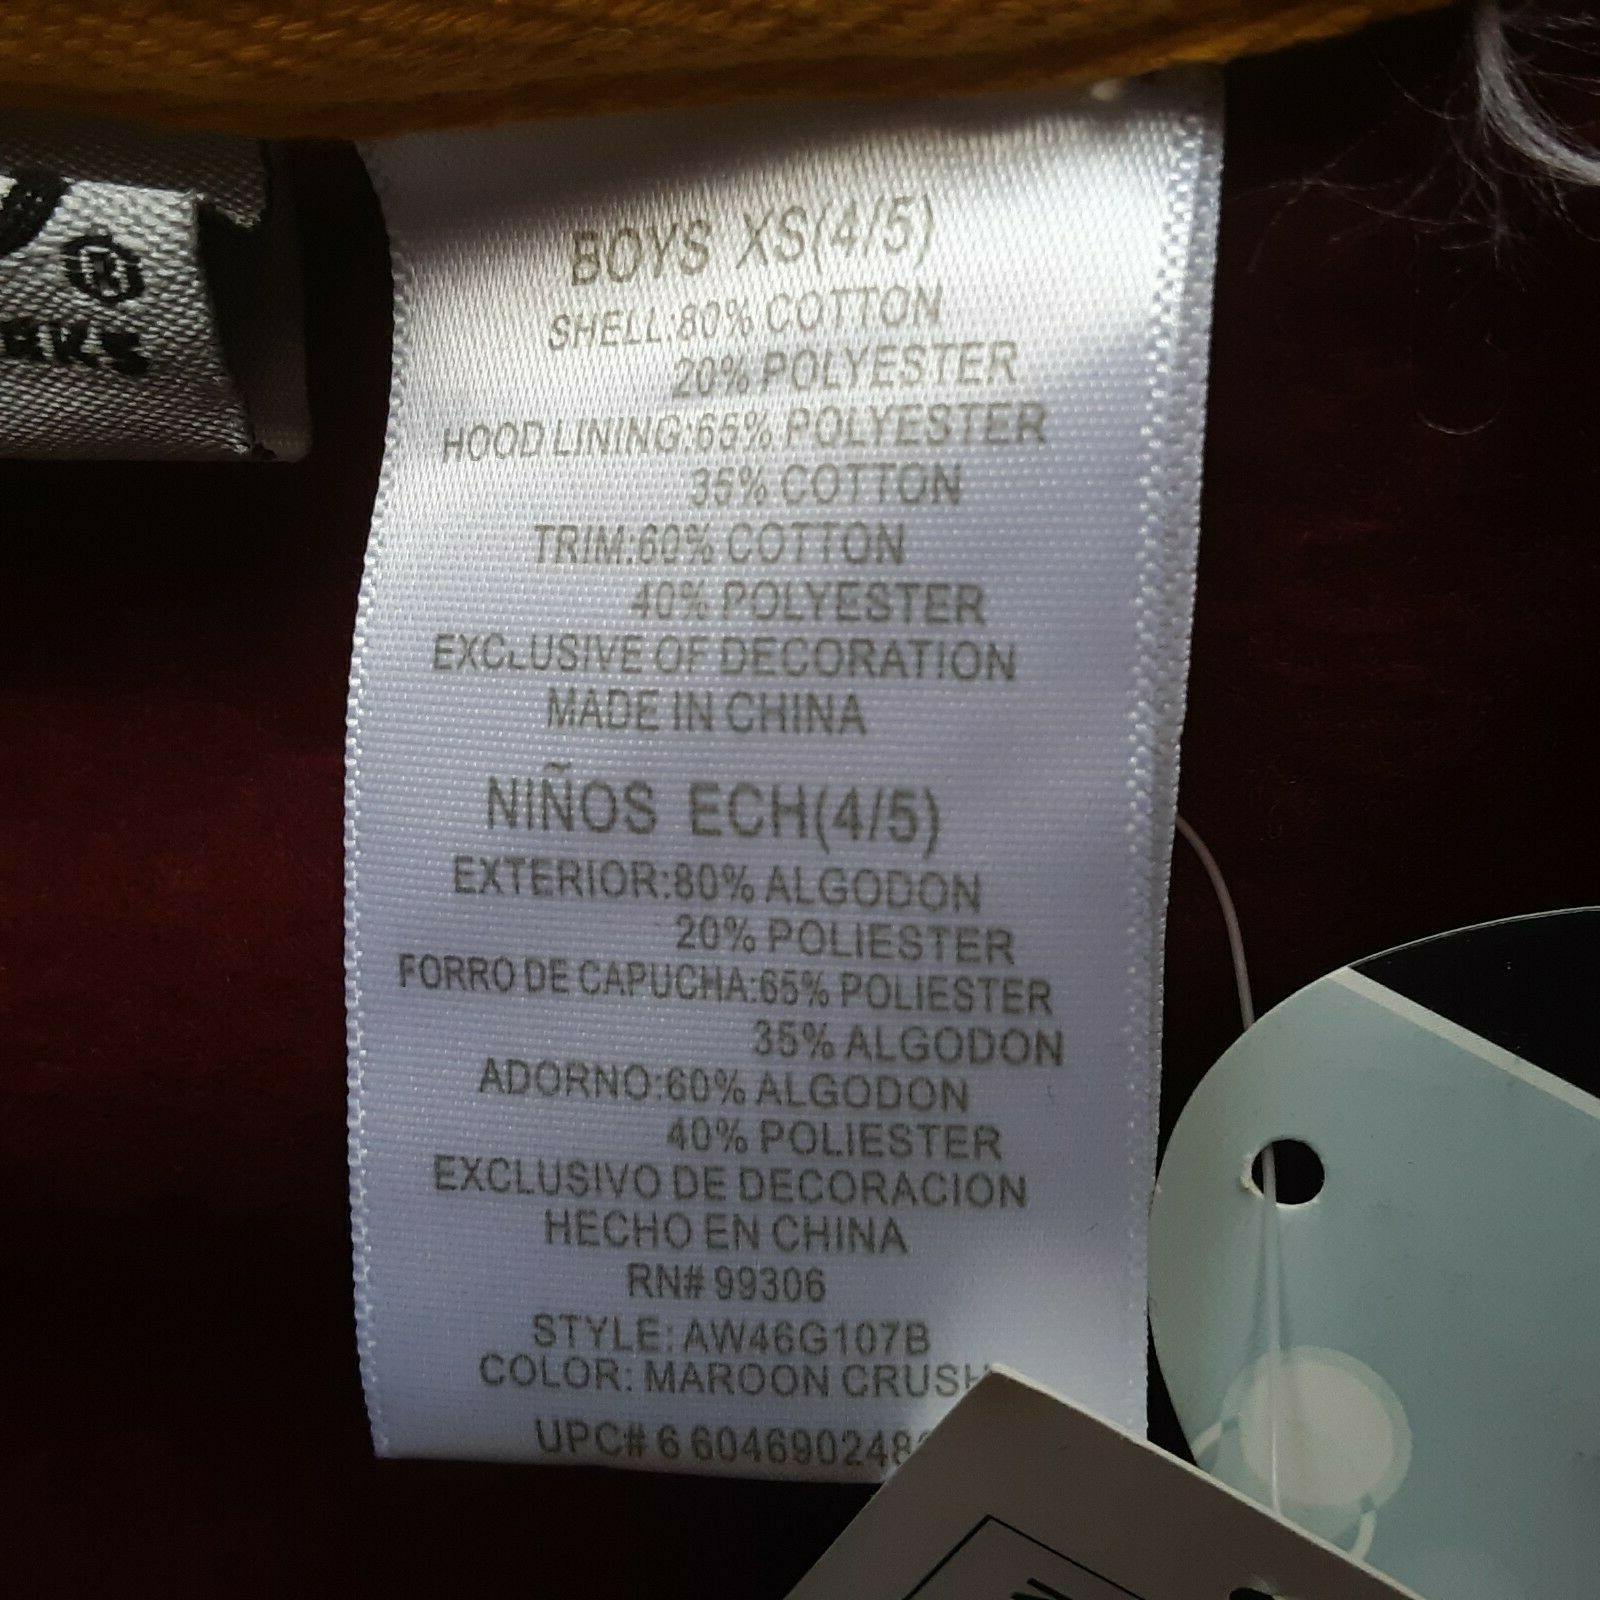 ®
BOYS XS(4/5)
SHELL:80% COTTON
20% POLYESTER
HOOD LINING:65% POLYESTER
35% COTTON
TRIM:60% COTTON
40% POLYESTER
EXCLUSIVE OF DECORATION
MADE IN CHINA
NIÑOS ECH(4/5)
EXTERIOR:80% ALGODON
20% POLIESTER
FORRO DE CAPUCHA:65% POLIESTER
35% ALGODON
ADORNO:60% ALGODON
40% POLIESTER
EXCLUSIVO DE DECORACION
HECHO EN CHINA
RN# 99306
STYLE: AW46G107B
COLOR: MAROON CRUSH
UPC# 6 604690248